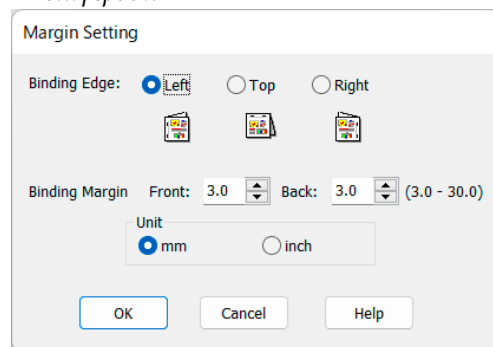 Margin Setting
Binding Edge: Left Top Right
Binding Margin Front: 3.0 Back: 3.0 (3.0 - 30.0)
Unit
mm inch
OK Cancel Help